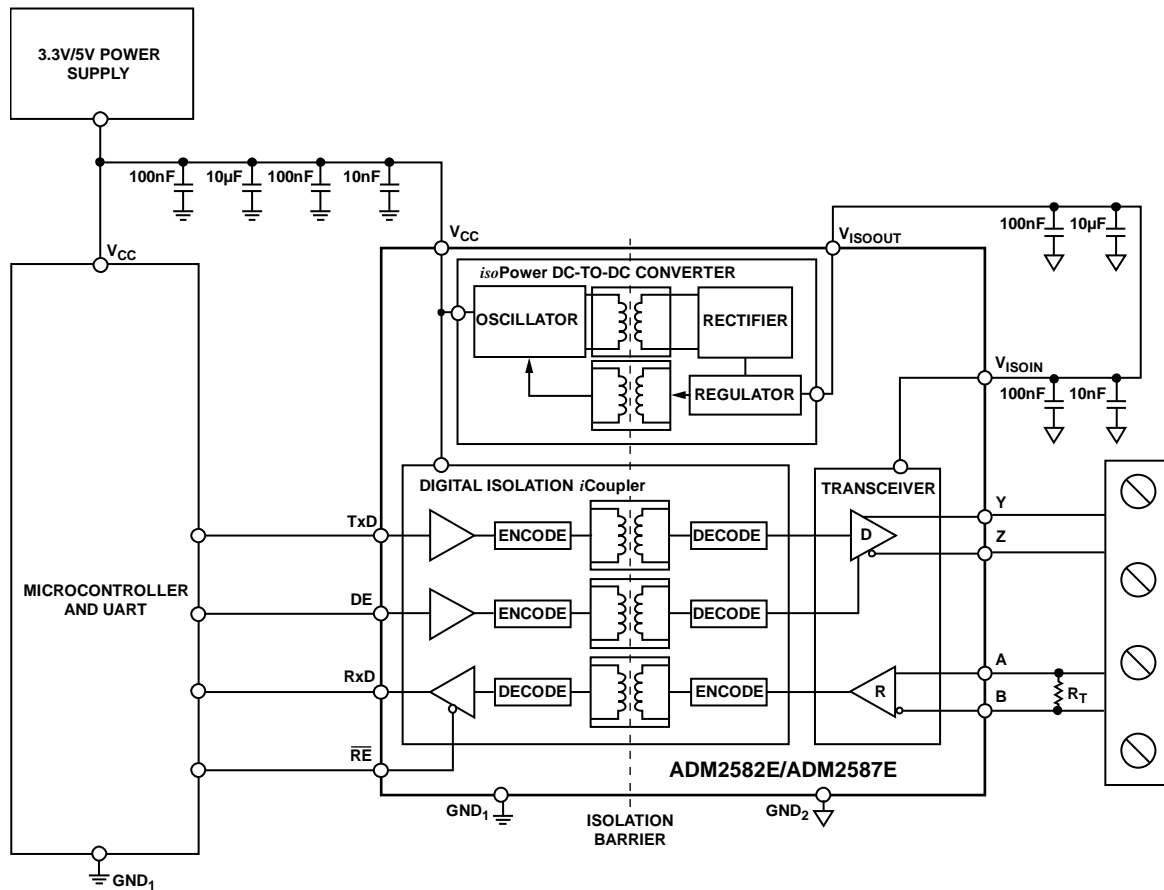 3.3V/5V POWER
SUPPLY
100nF
10µF
100nF
10nF
VCC
VCC
VISOOUT
100nF
10µF
isoPower DC-TO-DC CONVERTER
OSCILLATOR
RECTIFIER
REGULATOR
VISOIN
100nF
10nF
DIGITAL ISOLATION iCoupler
TRANSCEIVER
MICROCONTROLLER
AND UART
TxD
ENCODE
DECODE
D
Y
Z
DE
ENCODE
DECODE
RxD
DECODE
ENCODE
R
A
B
RT
RE
ADM2582E/ADM2587E
GND1
ISOLATION
BARRIER
GND2
GND1